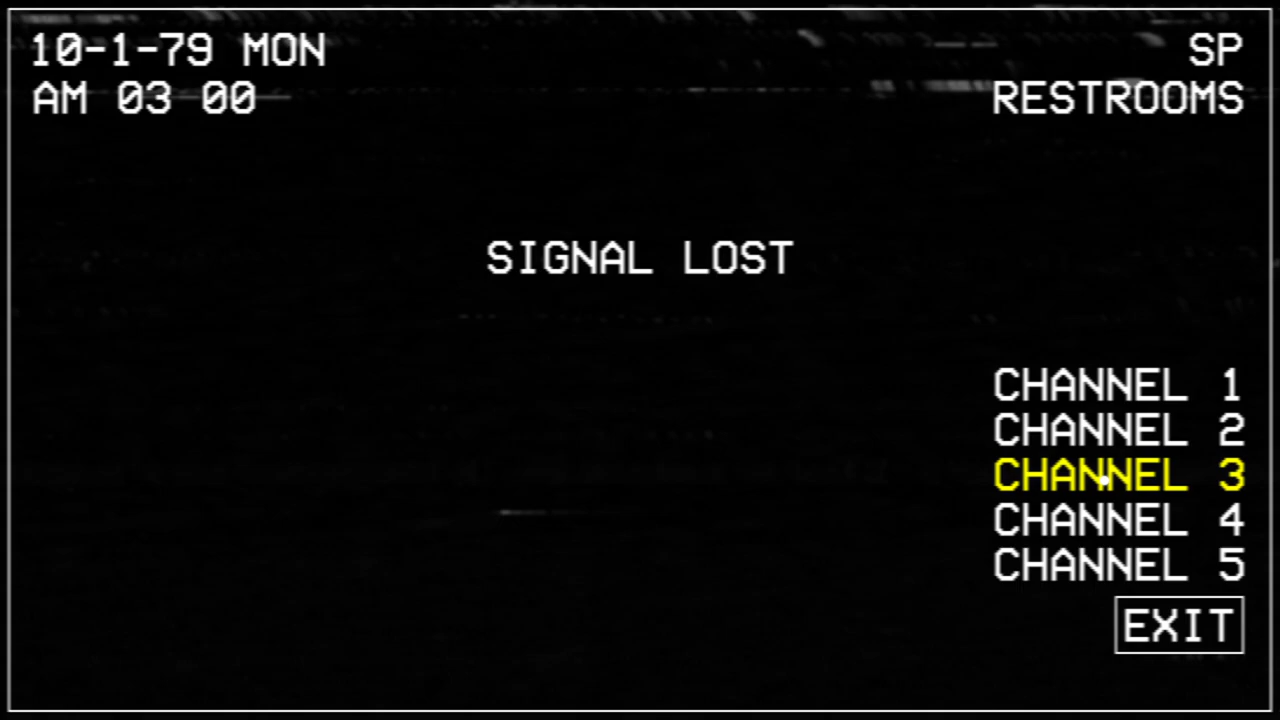 10-1-79 MON
AM 03 00
SP
RESTROOMS
SIGNAL LOST
CHANNEL 1
CHANNEL 2
CHANNEL 3
CHANNEL 4
CHANNEL 5
EXIT